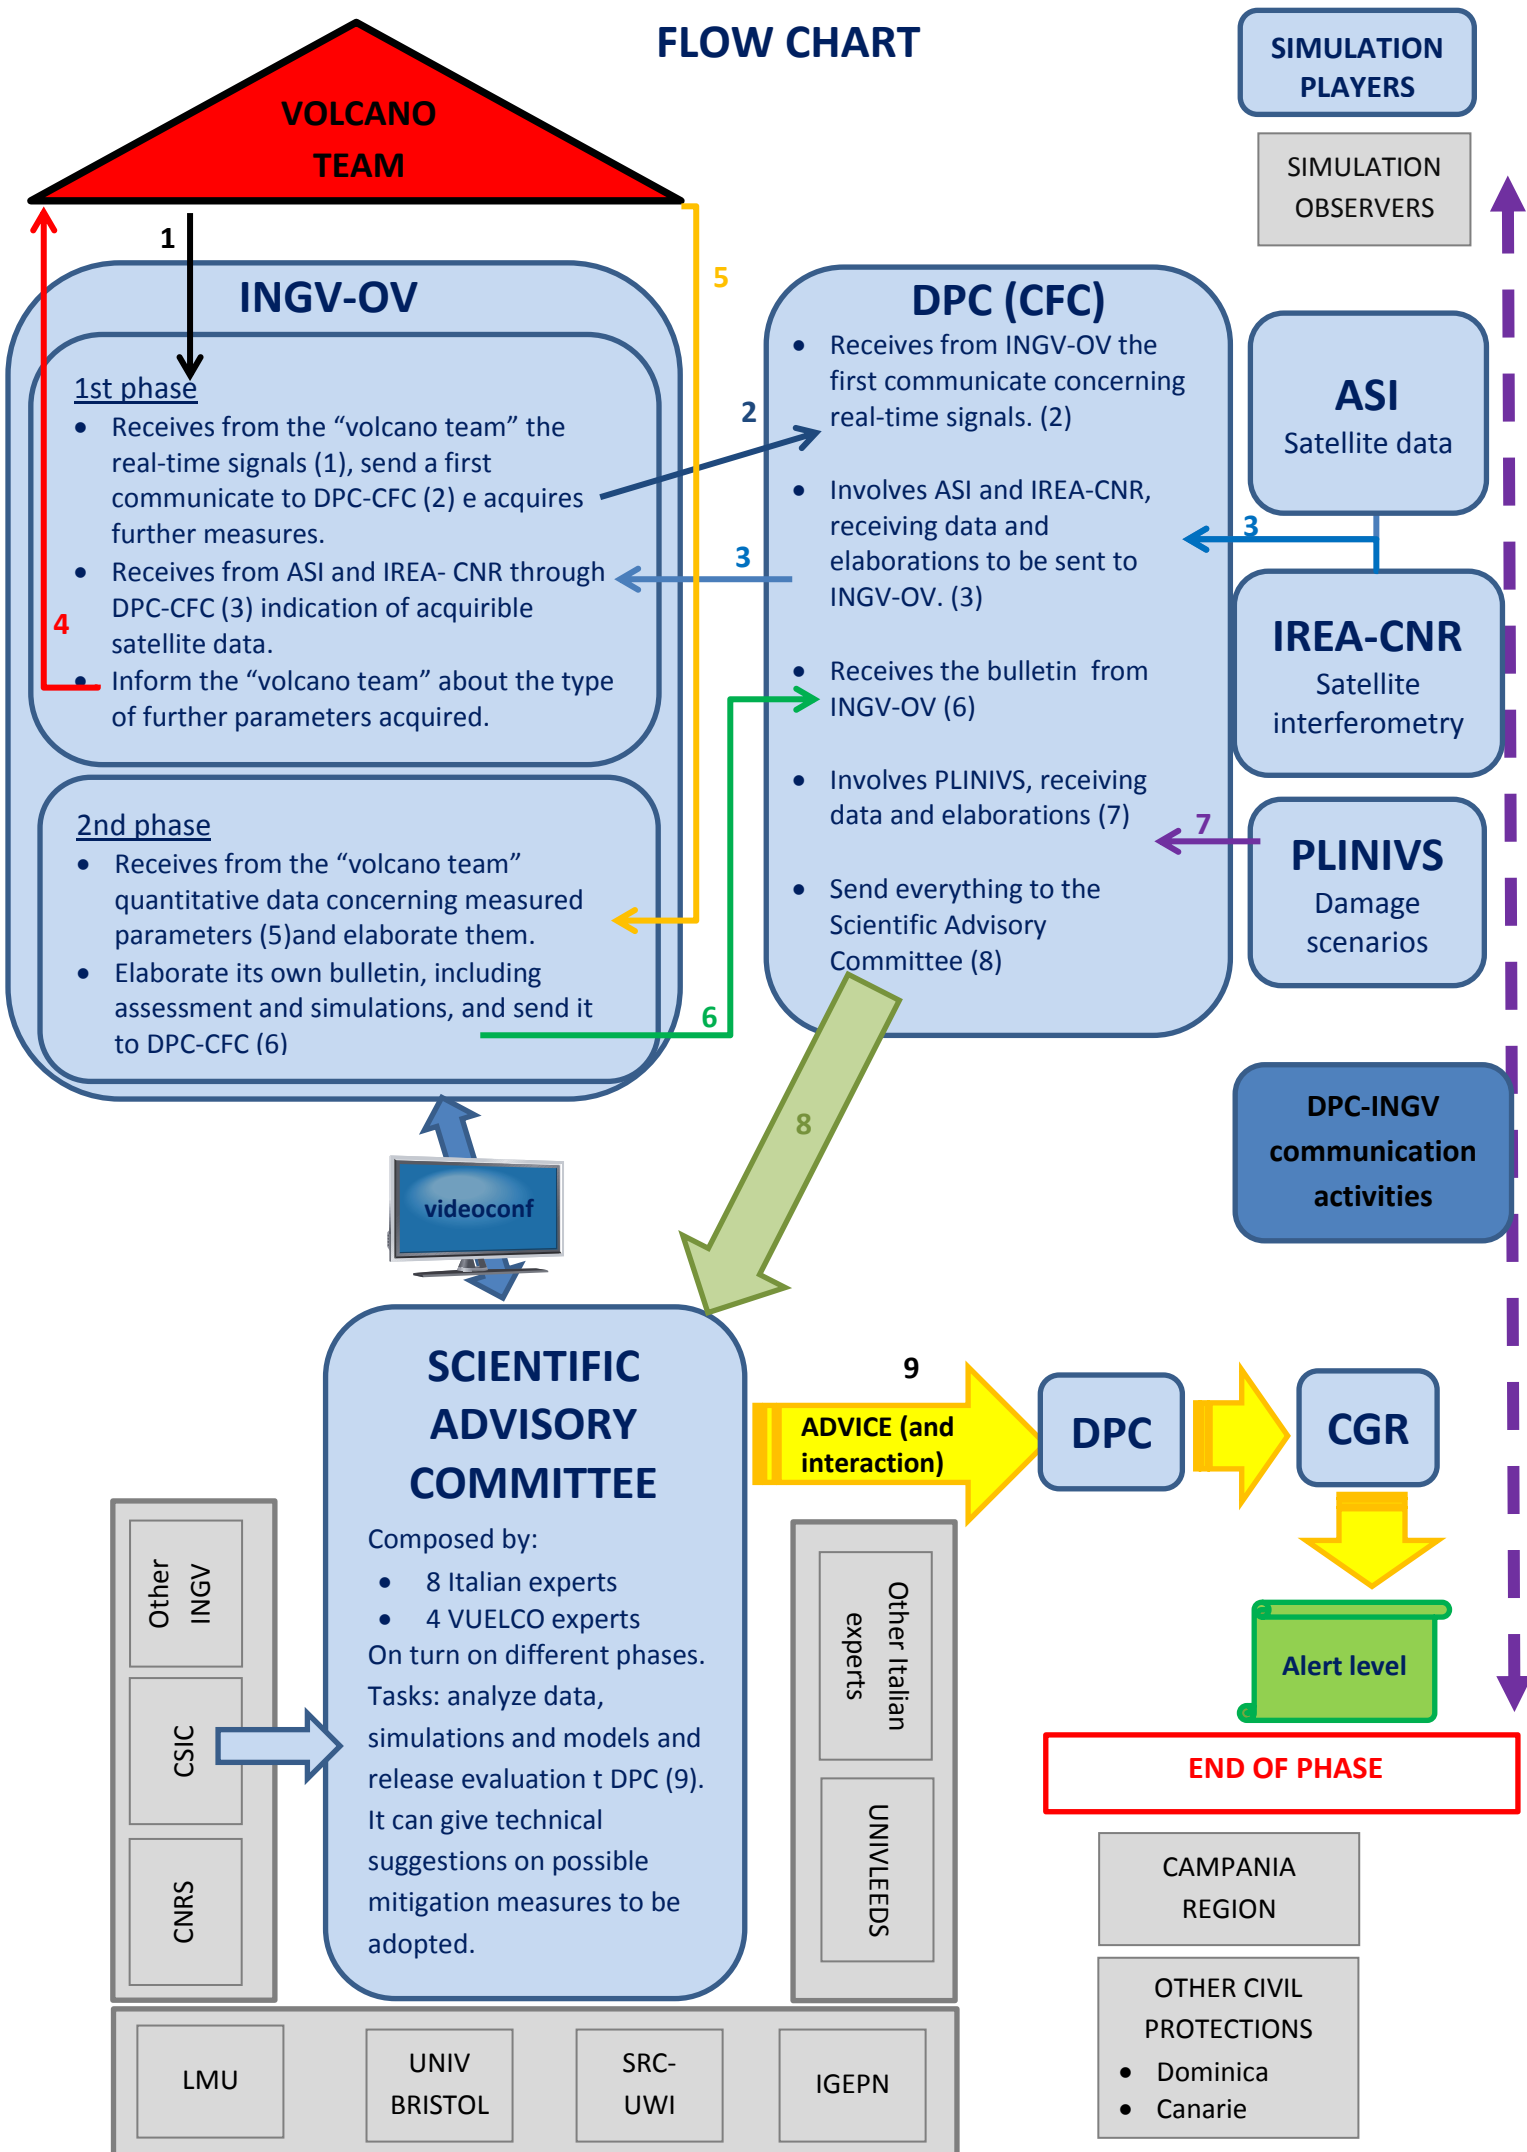 FLOW CHART
SIMULATION
PLAYERS
SIMULATION
OBSERVERS
VOLCANO
TEAM
1
5
4
INGV-OV
1st phase
• Receives from the “volcano team” the
real-time signals (1), send a first
communicate to DPC-CFC (2) e acquires
further measures.
• Receives from ASI and IREA- CNR through
DPC-CFC (3) indication of acquirible
satellite data.
• Inform the “volcano team” about the type
of further parameters acquired.
2nd phase
• Receives from the “volcano team”
quantitative data concerning measured
parameters (5)and elaborate them.
• Elaborate its own bulletin, including
assessment and simulations, and send it
to DPC-CFC (6)
2
3
6
DPC (CFC)
• Receives from INGV-OV the
first communicate concerning
real-time signals. (2)
• Involves ASI and IREA-CNR,
receiving data and
elaborations to be sent to
INGV-OV. (3)
• Receives the bulletin from
INGV-OV (6)
• Involves PLINIVS, receiving
data and elaborations (7)
• Send everything to the
Scientific Advisory
Committee (8)
3
7
ASI
Satellite data
IREA-CNR
Satellite
interferometry
PLINIVS
Damage
scenarios
DPC-INGV
communication
activities
8
videoconf
SCIENTIFIC
ADVISORY
COMMITTEE
Composed by:
• 8 Italian experts
• 4 VUELCO experts
On turn on different phases.
Tasks: analyze data,
simulations and models and
release evaluation t DPC (9).
It can give technical
suggestions on possible
mitigation measures to be
adopted.
9
ADVICE (and
interaction)
DPC
CGR
Alert level
END OF PHASE
Other
INGV
CSIC
CNRS
Other Italian
experts
UNIVLEEDS
LMU
UNIV
BRISTOL
SRC-
UWI
IGEPN
CAMPANIA
REGION
OTHER CIVIL
PROTECTIONS
• Dominica
• Canarie